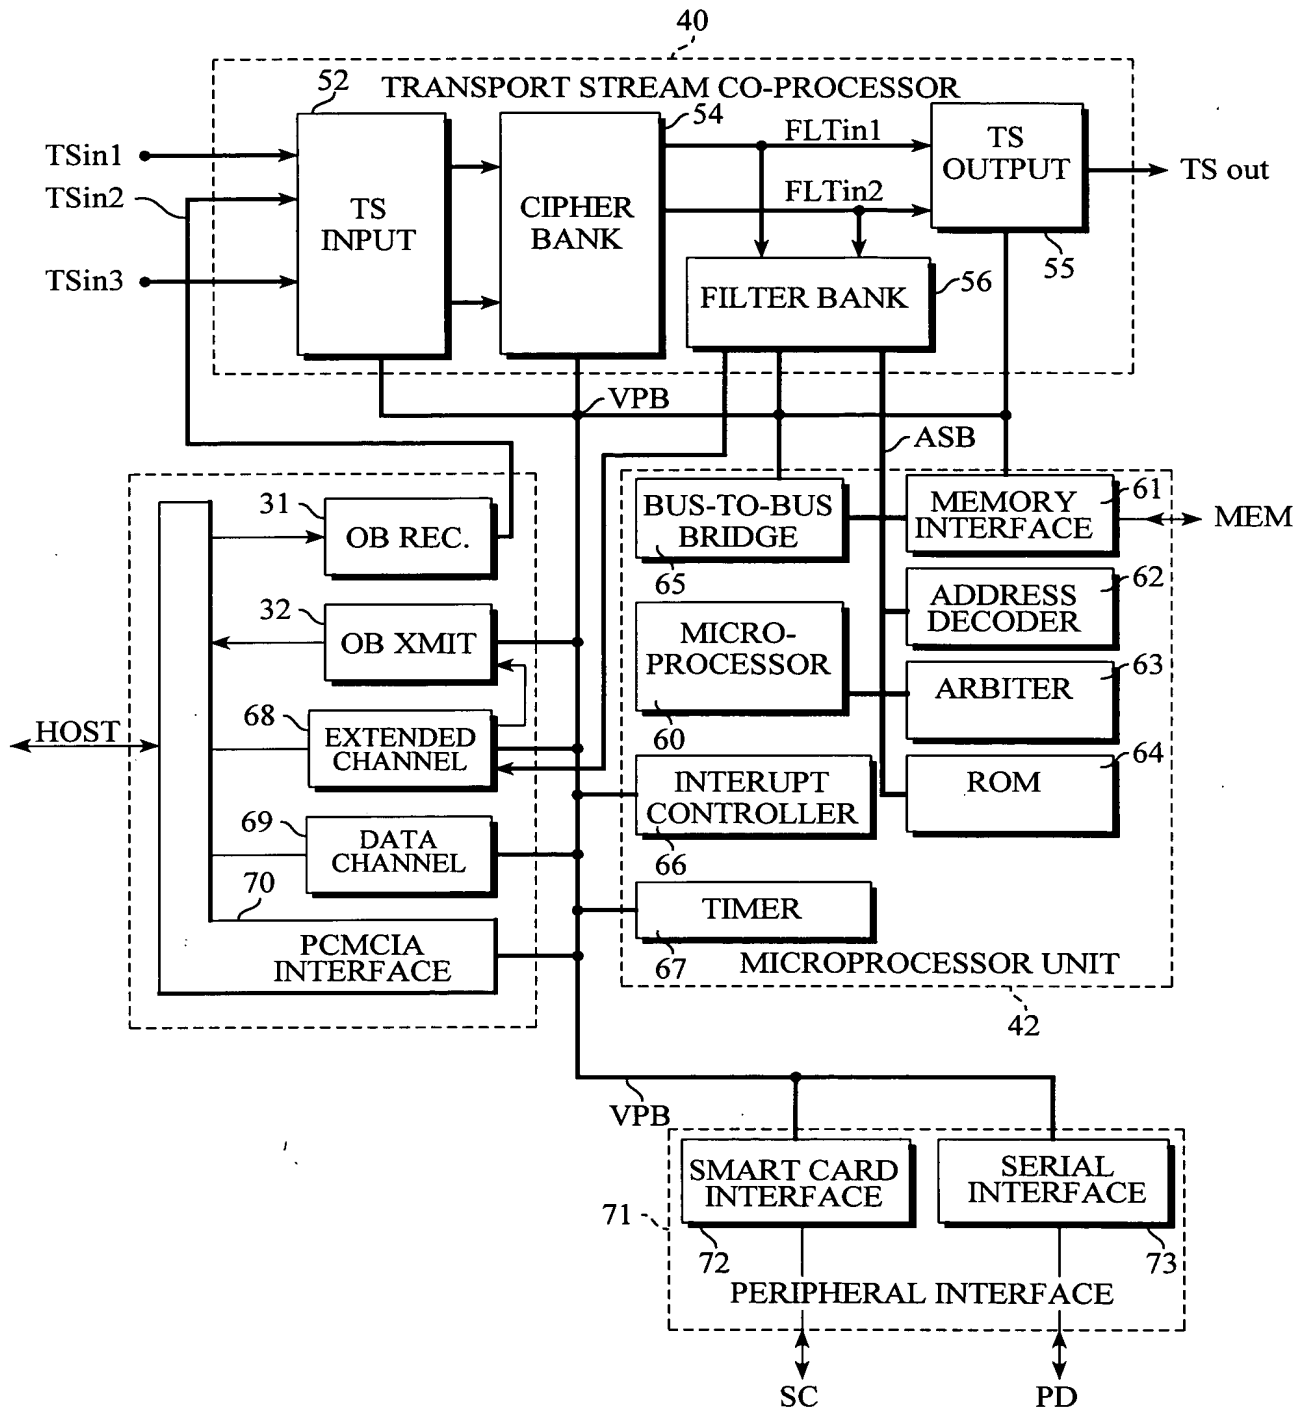 40
TRANSPORT STREAM CO-PROCESSOR
52
54
TSin1
TSin2
TSin3
TS
INPUT
CIPHER
BANK
FLTin1
FLTin2
TS
OUTPUT
TS out
55
56
FILTER BANK
VPB
ASB
31
OB REC.
32
OB XMIT
68
EXTENDED
CHANNEL
HOST
69
DATA
CHANNEL
70
PCMCIA
INTERFACE
BUS-TO-BUS
BRIDGE
65
MEMORY
INTERFACE
61
MEM
ADDRESS
DECODER
62
MICRO-
PROCESSOR
60
ARBITER
63
INTERUPT
CONTROLLER
66
ROM
64
TIMER
67
MICROPROCESSOR UNIT
42
VPB
SMART CARD
INTERFACE
72
SERIAL
INTERFACE
73
71
PERIPHERAL INTERFACE
SC
PD